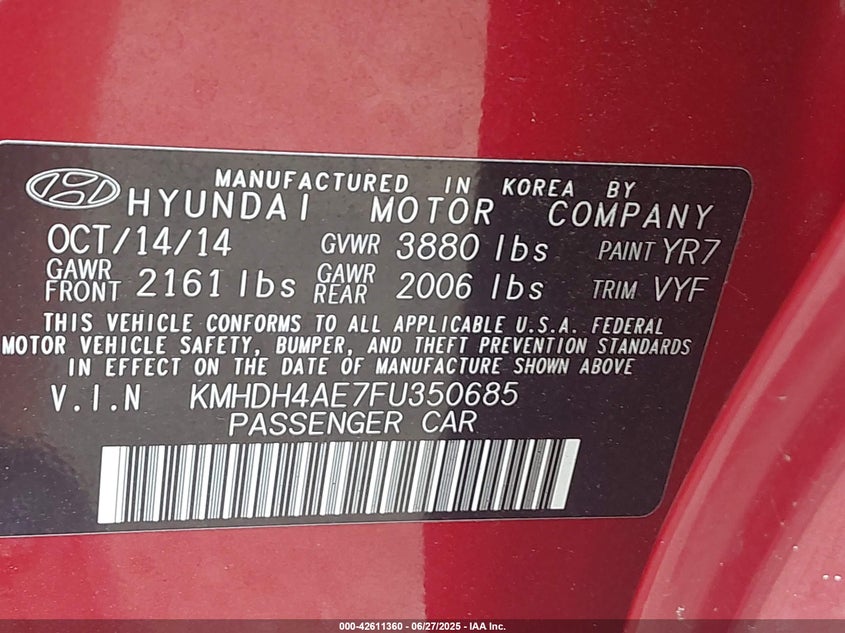 MANUFACTURED IN KOREA BY
HYUNDAI MOTOR COMPANY
OCT/14/14 GVWR 3880 lbs PAINT YR7
GAWR FRONT 2161 lbs GAWR REAR 2006 lbs TRIM VYF
THIS VEHICLE CONFORMS TO ALL APPLICABLE U.S.A. FEDERAL
MOTOR VEHICLE SAFETY, BUMPER, AND THEFT PREVENTION STANDARDS
IN EFFECT ON THE DATE OF MANUFACTURE SHOWN ABOVE
V.I.N KMHDH4AE7FU350685
PASSENGER CAR
000-42611360 - 06/27/2025 - IAA Inc.